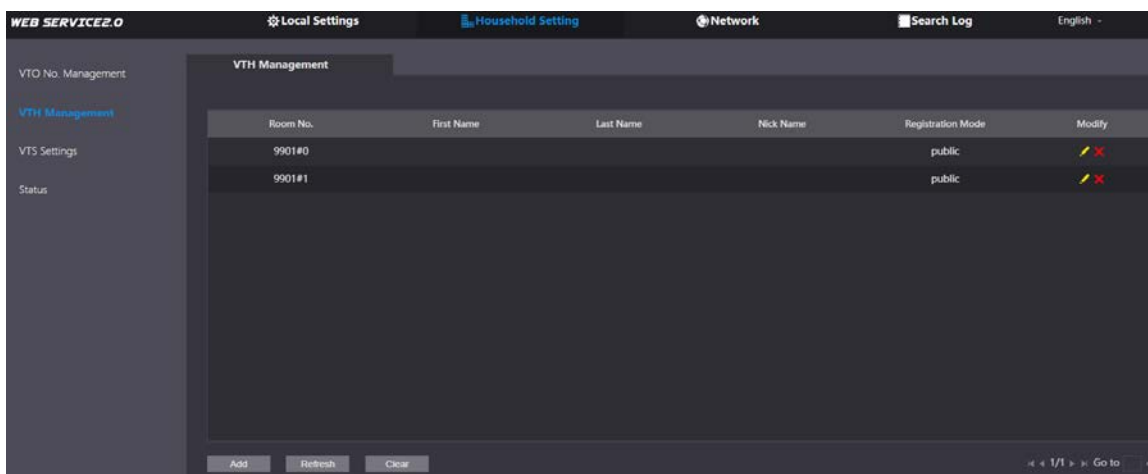 WEB SERVICE2.0 Local Settings Household Setting Network Search Log English
VTO No. Management
VTH Management
VTS Settings
Status
VTH Management
Room No. First Name Last Name Nick Name Registration Mode Modify
9901#0 public
9901#1 public
Add Refresh Clear 1/1 Go to